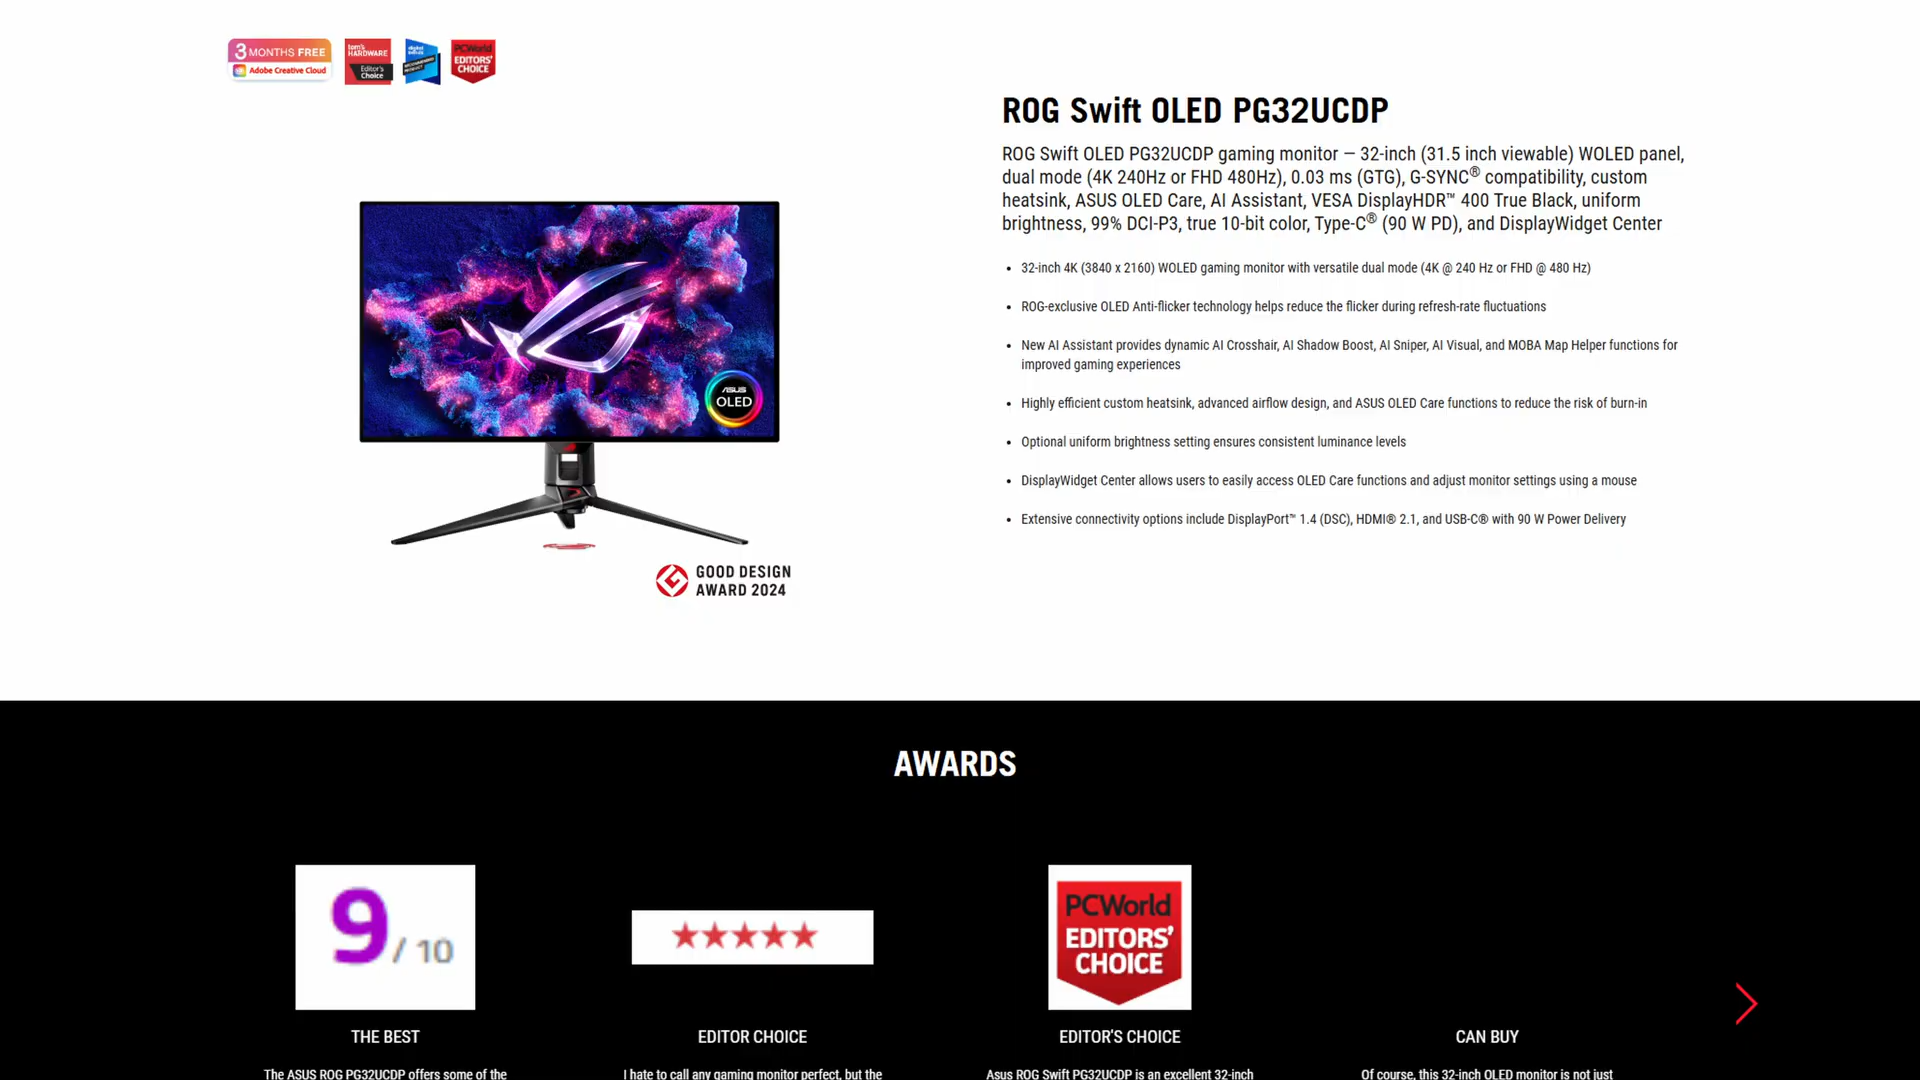 3 MONTHS FREE
Adobe Creative Cloud
tom's HARDWARE
Editor's Choice
PCWorld
EDITORS' CHOICE
ROG Swift OLED PG32UCDP
ROG Swift OLED PG32UCDP gaming monitor — 32-inch (31.5 inch viewable) WOLED panel,
dual mode (4K 240Hz or FHD 480Hz), 0.03 ms (GTG), G-SYNC® compatibility, custom
heatsink, ASUS OLED Care, AI Assistant, VESA DisplayHDR™ 400 True Black, uniform
brightness, 99% DCI-P3, true 10-bit color, Type-C® (90 W PD), and DisplayWidget Center
• 32-inch 4K (3840 x 2160) WOLED gaming monitor with versatile dual mode (4K @ 240 Hz or FHD @ 480 Hz)
• ROG-exclusive OLED Anti-flicker technology helps reduce the flicker during refresh-rate fluctuations
• New AI Assistant provides dynamic AI Crosshair, AI Shadow Boost, AI Sniper, AI Visual, and MOBA Map Helper functions for
improved gaming experiences
• Highly efficient custom heatsink, advanced airflow design, and ASUS OLED Care functions to reduce the risk of burn-in
• Optional uniform brightness setting ensures consistent luminance levels
• DisplayWidget Center allows users to easily access OLED Care functions and adjust monitor settings using a mouse
• Extensive connectivity options include DisplayPort™ 1.4 (DSC), HDMI® 2.1, and USB-C® with 90 W Power Delivery
ASUS
OLED
GOOD DESIGN
AWARD 2024
AWARDS
9 / 10
PCWorld
EDITORS'
CHOICE
THE BEST
EDITOR CHOICE
EDITOR'S CHOICE
CAN BUY
The ASUS ROG PG32UCDP offers some of the
I hate to call any gaming monitor perfect, but the
Asus ROG Swift PG32UCDP is an excellent 32-inch
Of course, this 32-inch OLED monitor is not just